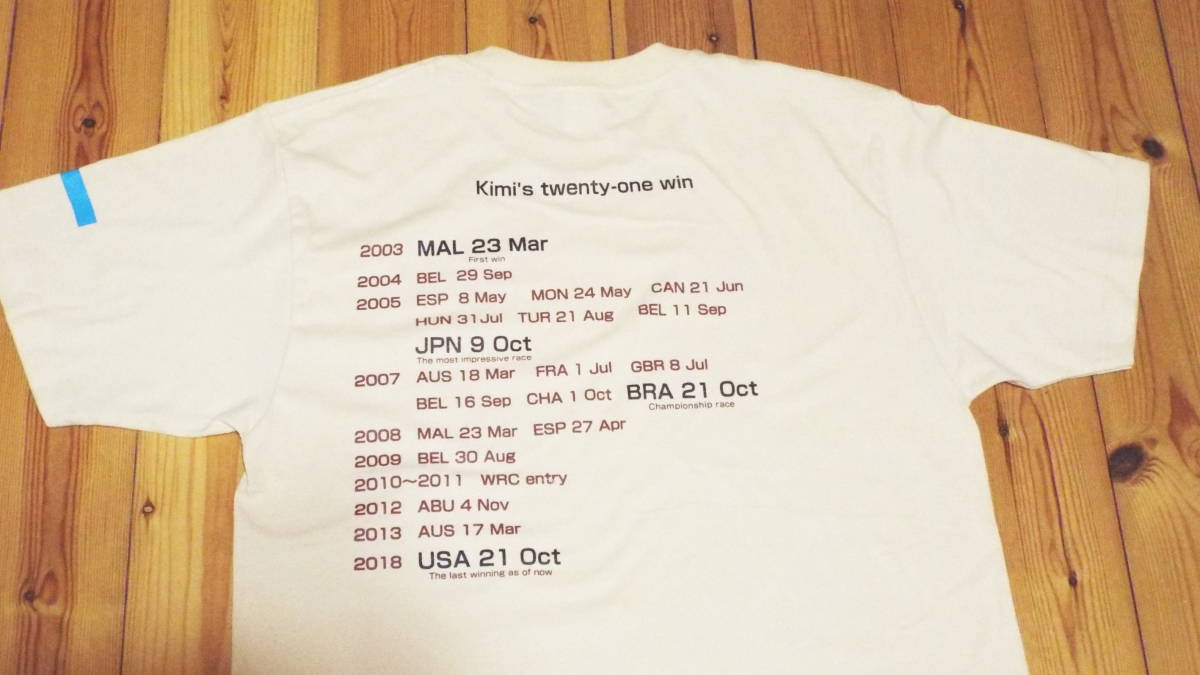 Kimi's twenty-one win
2003 MAL 23 Mar
First win
2004 BEL 29 Sep
2005 ESP 8 May MON 24 May CAN 21 Jun
HUN 31 Jul TUR 21 Aug BEL 11 Sep
JPN 9 Oct
The most impressive race
2007 AUS 18 Mar FRA 1 Jul GBR 8 Jul
BEL 16 Sep CHA 1 Oct BRA 21 Oct
Championship race
2008 MAL 23 Mar ESP 27 Apr
2009 BEL 30 Aug
2010～2011 WRC entry
2012 ABU 4 Nov
2013 AUS 17 Mar
2018 USA 21 Oct
The last winning as of now